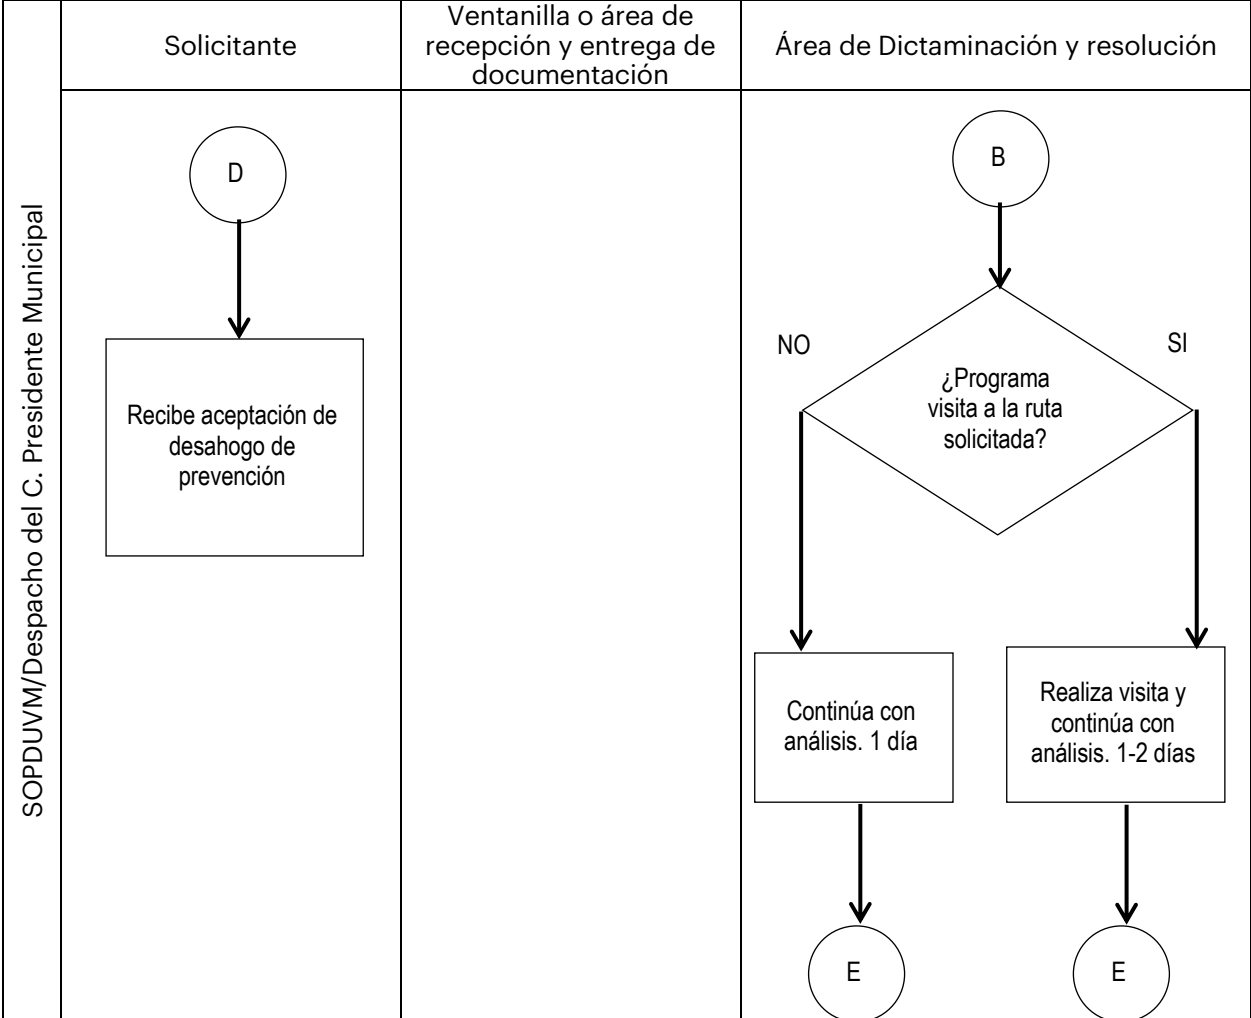 Solicitante
Ventanilla o área de
recepción y entrega de
documentación
Área de Dictaminación y resolución
SOPDUVM/Despacho del C. Presidente Municipal
D
Recibe aceptación de
desahogo de
prevención
B
NO
SI
¿Programa
visita a la ruta
solicitada?
Continúa con
análisis. 1 día
Realiza visita y
continúa con
análisis. 1-2 días
E
E